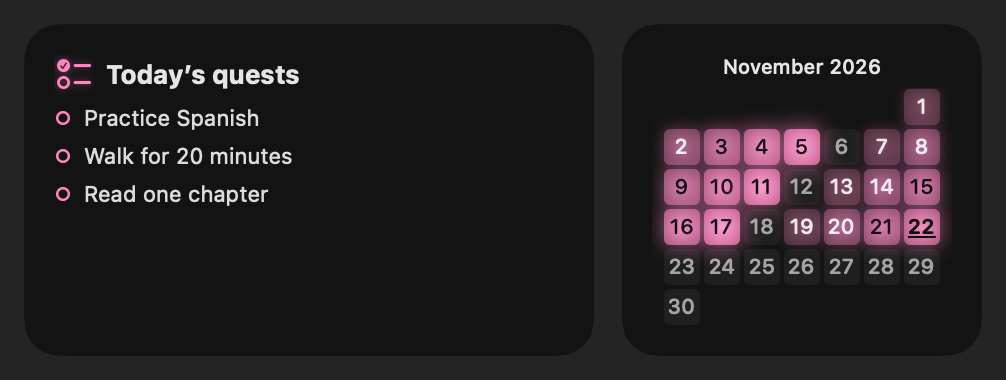 Today’s quests
Practice Spanish
Walk for 20 minutes
Read one chapter
November 2026
1
2 3 4 5 6 7 8
9 10 11 12 13 14 15
16 17 18 19 20 21 22
23 24 25 26 27 28 29
30